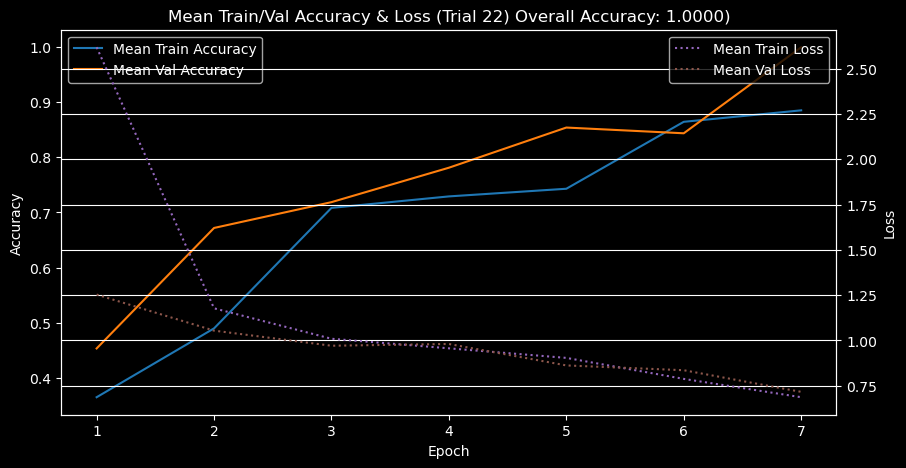 Mean Train/Val Accuracy & Loss (Trial 22) Overall Accuracy: 1.0000)
Mean Train Accuracy
Mean Val Accuracy
Mean Train Loss
Mean Val Loss
1.0
0.9
0.8
0.7
0.6
0.5
0.4
Accuracy
2.50
2.25
2.00
1.75
1.50
1.25
1.00
0.75
Loss
1 2 3 4 5 6 7
Epoch